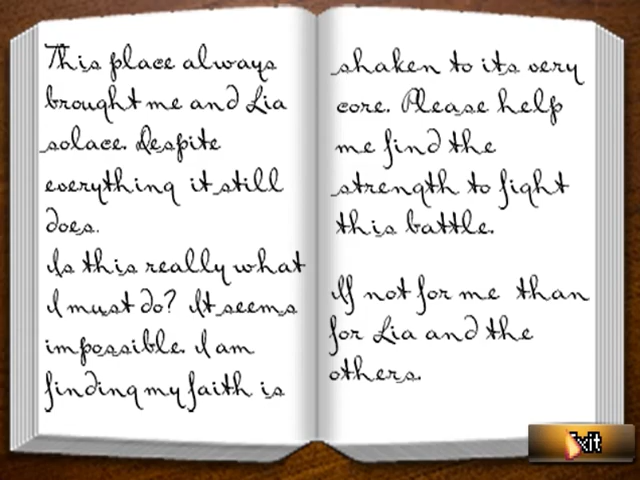 This place always
brought me and Lia
solace. Despite
everything it still
does.
Is this really what
I must do? It seems
impossible. I am
finding my faith is
shaken to its very
core. Please help
me find the
strength to fight
this battle.
If not for me than
for Lia and the
others.
Exit